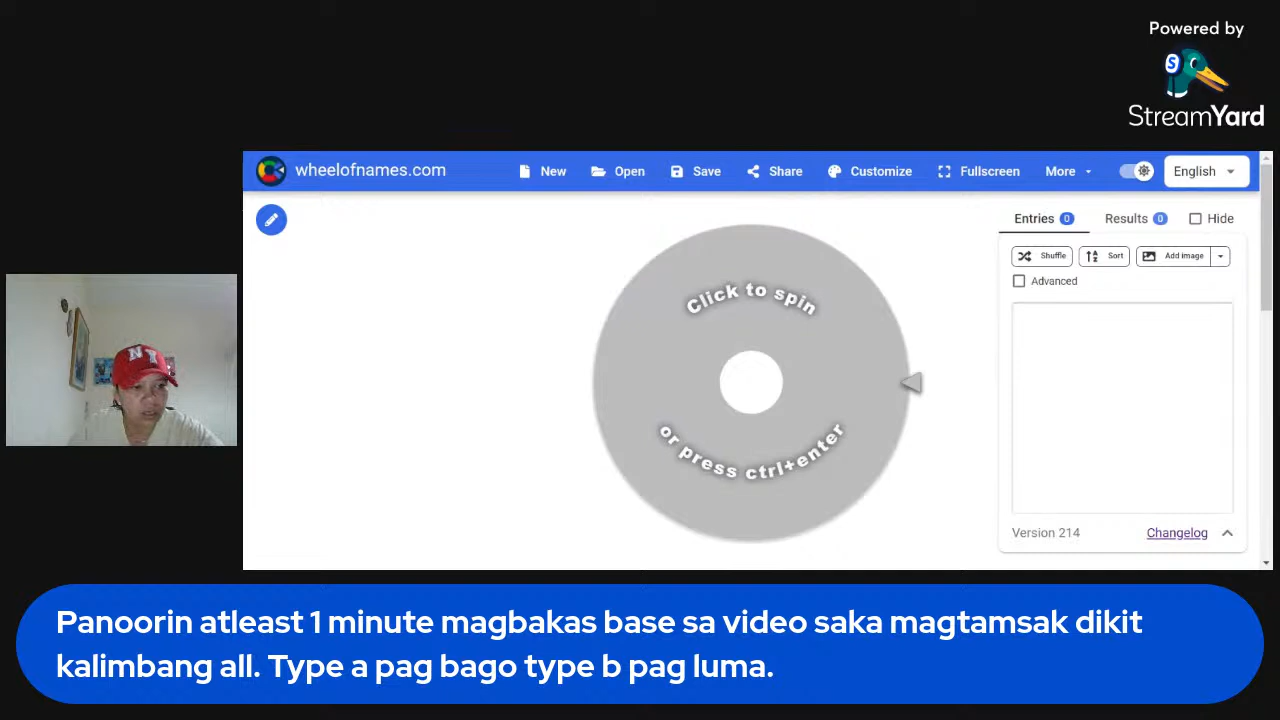 Powered by
StreamYard
wheelofnames.com New Open Save Share Customize Fullscreen More English
Entries 0 Results 0 Hide
Shuffle Sort Add image
Advanced
Click to spin
or press ctrl+enter
Version 214 Changelog
NY
Panoorin atleast 1 minute magbakas base sa video saka magtamsak dikit
kalimbang all. Type a pag bago type b pag luma.